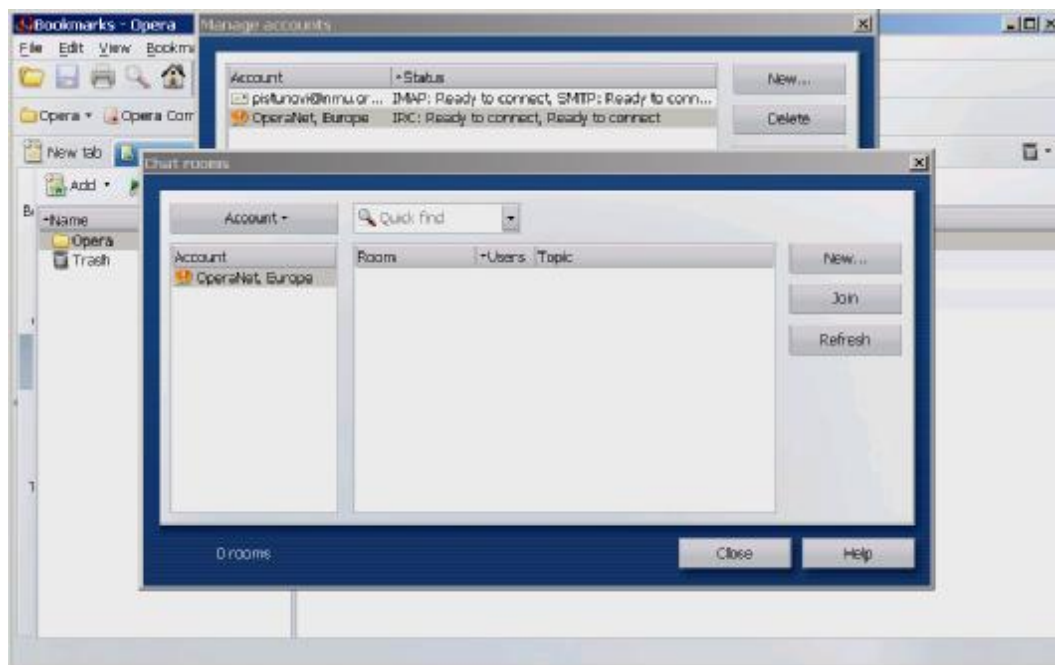 Bookmarks - Opera
Manage accounts
File Edit View Bookm
Account Status New...
IMAP: Ready to connect, SMTP: Ready to conn...
Opera Opera Com
OperaNet, Europe IRC: Ready to connect, Ready to connect Delete
New tab
Chat rooms
Add
Name
Account Quick find
Opera
Trash
Account Room Users Topic New...
OperaNet, Europe
Join
Refresh
0 rooms Close Help